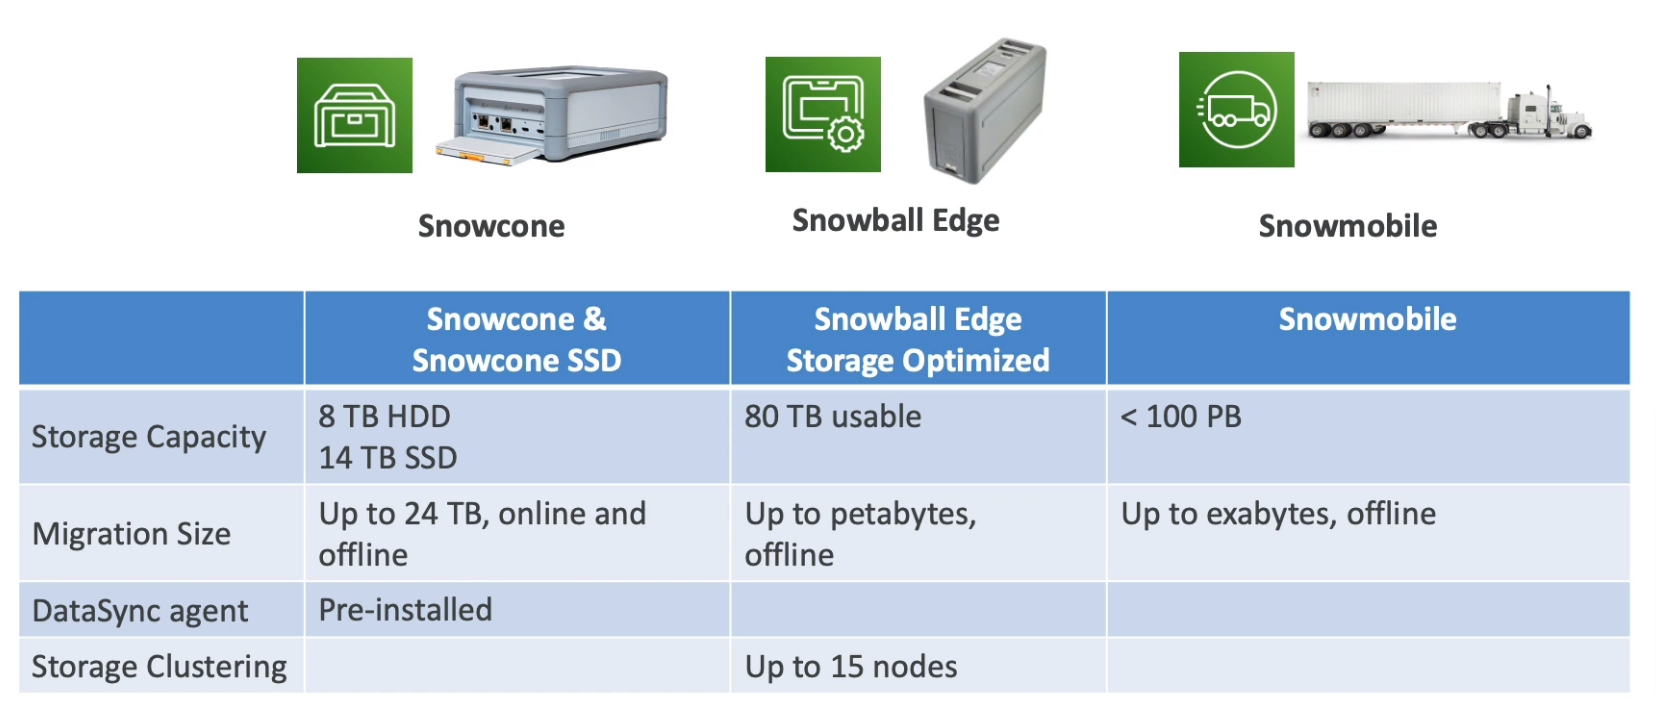 Snowcone
Snowball Edge
Snowmobile
Snowcone &
Snowcone SSD
Snowball Edge
Storage Optimized
Snowmobile
Storage Capacity
8 TB HDD
14 TB SSD
80 TB usable
< 100 PB
Migration Size
Up to 24 TB, online and
offline
Up to petabytes,
offline
Up to exabytes, offline
DataSync agent
Pre-installed
Storage Clustering
Up to 15 nodes